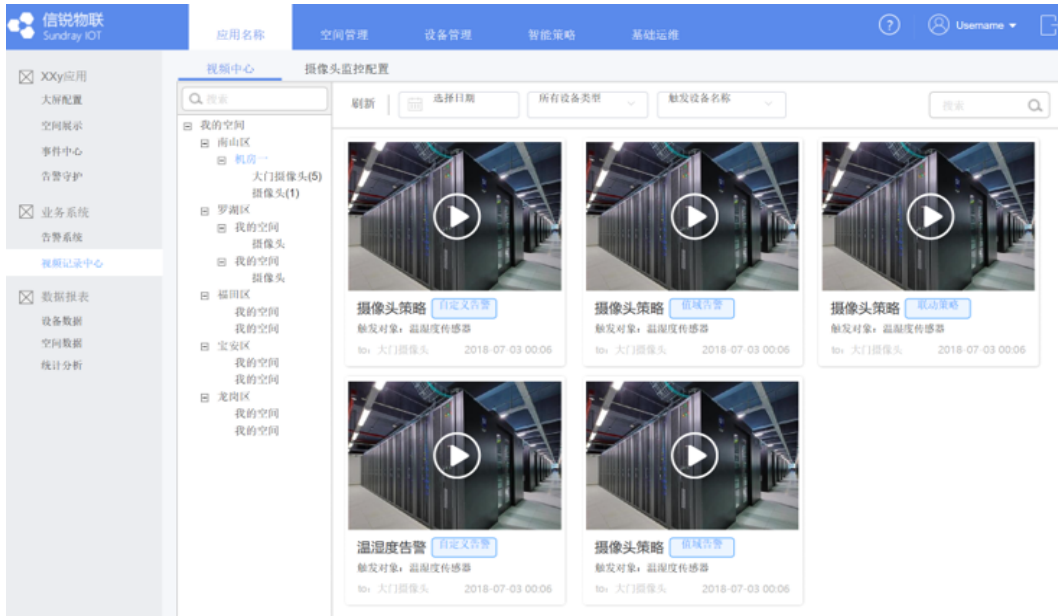 信锐物联
Sundray IOT
应用名称
空间管理
设备管理
智能策略
基础运维
?
Username
XXy应用
大屏配置
空间展示
事件中心
告警守护
业务系统
告警系统
视频记录中心
数据报表
设备数据
空间数据
统计分析
视频中心
摄像头监控配置
搜索
我的空间
南山区
机房一
大门摄像头(5)
摄像头(1)
罗湖区
我的空间
摄像头
我的空间
摄像头
福田区
我的空间
我的空间
宝安区
我的空间
我的空间
龙岗区
我的空间
我的空间
刷新
选择日期
所有设备类型
触发设备名称
搜索
摄像头策略 自定义告警
触发对象：温湿度传感器
to：大门摄像头 2018-07-03 00:06
摄像头策略 值域告警
触发对象：温湿度传感器
to：大门摄像头 2018-07-03 00:06
摄像头策略 联动策略
触发对象：温湿度传感器
to：大门摄像头 2018-07-03 00:06
温湿度告警 自定义告警
触发对象：温湿度传感器
to：大门摄像头 2018-07-03 00:06
摄像头策略 值域告警
触发对象：温湿度传感器
to：大门摄像头 2018-07-03 00:06